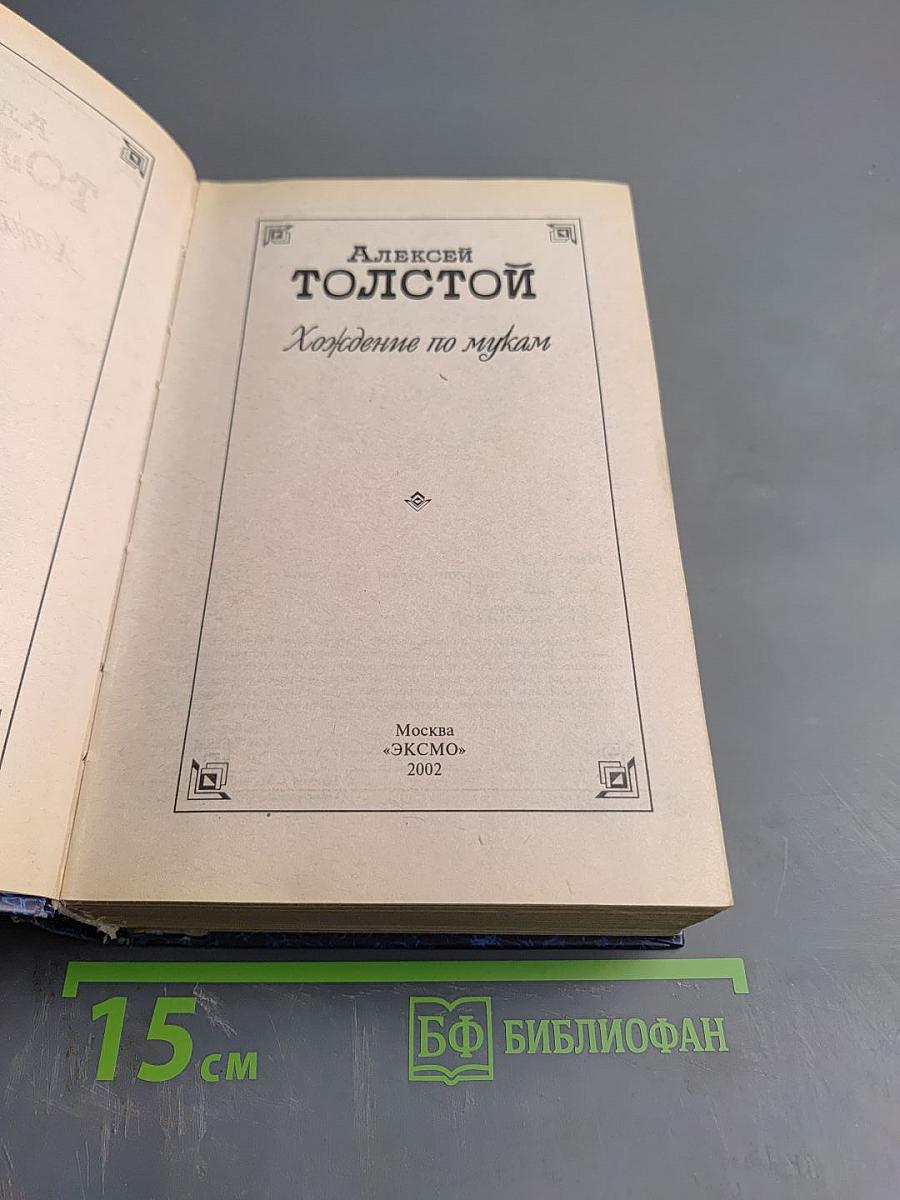 Алексей
ТОЛСТОЙ
Хождение по мукам
Москва
«ЭКСМО»
2002
15 см
БФ БИБЛИОФАН